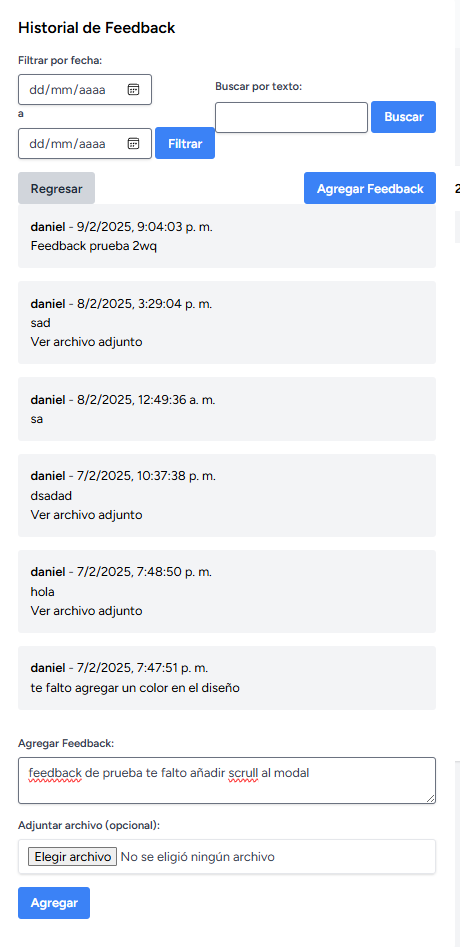 Historial de Feedback
Filtrar por fecha:
dd/mm/aaaa
a
dd/mm/aaaa
Filtrar
Buscar por texto:
Buscar
Regresar
Agregar Feedback
daniel - 9/2/2025, 9:04:03 p. m.
Feedback prueba 2wq
daniel - 8/2/2025, 3:29:04 p. m.
sad
Ver archivo adjunto
daniel - 8/2/2025, 12:49:36 a. m.
sa
daniel - 7/2/2025, 10:37:38 p. m.
dsadad
Ver archivo adjunto
daniel - 7/2/2025, 7:48:50 p. m.
hola
Ver archivo adjunto
daniel - 7/2/2025, 7:47:51 p. m.
te falto agregar un color en el diseño
Agregar Feedback:
feedback de prueba te falto añadir scrull al modal
Adjuntar archivo (opcional):
Elegir archivo No se eligió ningún archivo
Agregar